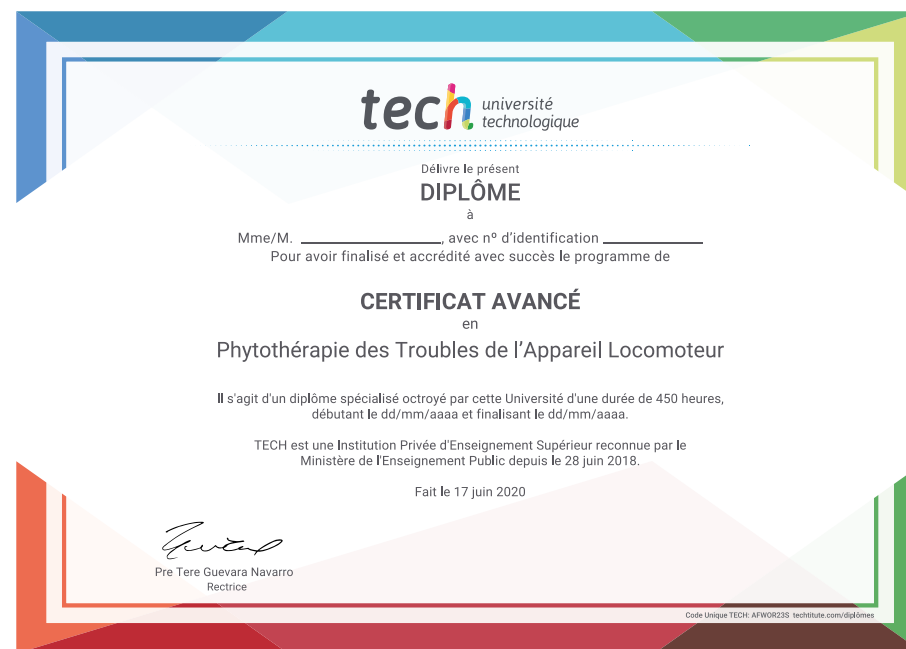 tech université
technologique
Délivre le présent
DIPLÔME
à
Mme/M. ____________________, avec nº d'identification ______________
Pour avoir finalisé et accrédité avec succès le programme de
CERTIFICAT AVANCÉ
en
Phytothérapie des Troubles de l'Appareil Locomoteur
Il s'agit d'un diplôme spécialisé octroyé par cette Université d'une durée de 450 heures,
débutant le dd/mm/aaaa et finalisant le dd/mm/aaaa.
TECH est une Institution Privée d'Enseignement Supérieur reconnue par le
Ministère de l'Enseignement Public depuis le 28 juin 2018.
Fait le 17 juin 2020
Pre Tere Guevara Navarro
Rectrice
Code Unique TECH: AFWOR23S techtitute.com/diplômes